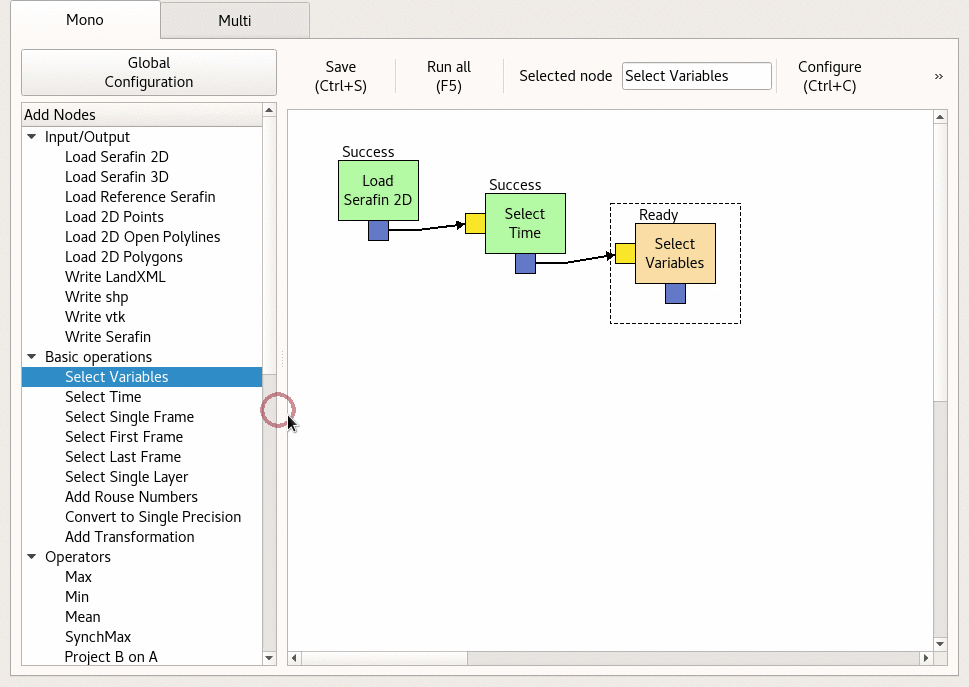 Mono
Multi
Global
Configuration
Save
(Ctrl+S)
Run all
(F5)
Selected node
Select Variables
Configure
(Ctrl+C)
»
Add Nodes
Input/Output
Load Serafin 2D
Load Serafin 3D
Load Reference Serafin
Load 2D Points
Load 2D Open Polylines
Load 2D Polygons
Write LandXML
Write shp
Write vtk
Write Serafin
Basic operations
Select Variables
Select Time
Select Single Frame
Select First Frame
Select Last Frame
Select Single Layer
Add Rouse Numbers
Convert to Single Precision
Add Transformation
Operators
Max
Min
Mean
SynchMax
Project B on A
Success
Load
Serafin 2D
Success
Select
Time
Ready
Select
Variables